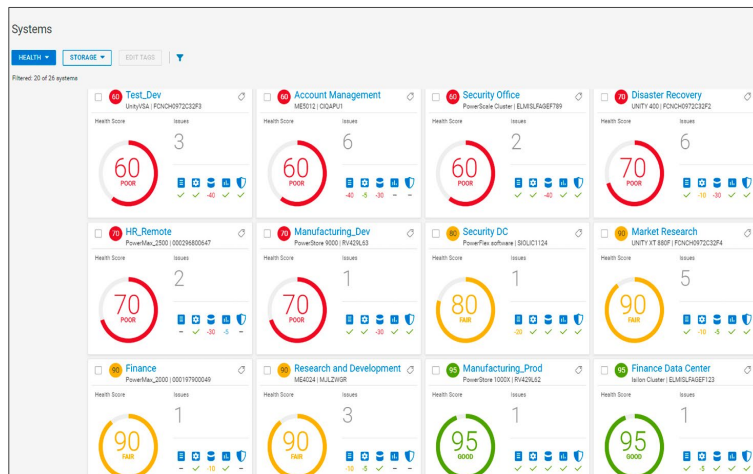 Systems
HEALTH STORAGE EDIT TAGS
Filtered: 20 of 26 systems
60 Test_Dev
UnityVSA | FCNCH0972C32F3
Health Score Issues
3
60
POOR
-40
60 Account Management
ME5012 | CIQAPU1
Health Score Issues
6
60
POOR
-40 -5 -30 – –
60 Security Office
PowerScale Cluster | ELMISLFAGEF789
Health Score Issues
2
60
POOR
-40
70 Disaster Recovery
UNITY 400 | FCNCH0972C32F2
Health Score Issues
6
70
POOR
-10 -30
70 HR_Remote
PowerMax_2500 | 000296800647
Health Score Issues
2
70
POOR
– -30 -5 –
70 Manufacturing_Dev
PowerStore 9000 | RV429L63
Health Score Issues
1
70
POOR
-30
80 Security DC
PowerFlex software | SIOLIC1124
Health Score Issues
1
80
FAIR
-20
90 Market Research
UNITY XT 880F | FCNCH0972C32F4
Health Score Issues
5
90
FAIR
-10 -5
90 Finance
PowerMax_2000 | 000197900049
Health Score Issues
1
90
FAIR
– -10 –
90 Research and Development
ME4024 | MJLZWGR
Health Score Issues
3
90
FAIR
-10 -5 – –
95 Manufacturing_Prod
PowerStore 1000X | RV429L62
Health Score Issues
1
95
GOOD
95 Finance Data Center
Isilon Cluster | ELMISLFAGEF123
Health Score Issues
1
95
GOOD
-5